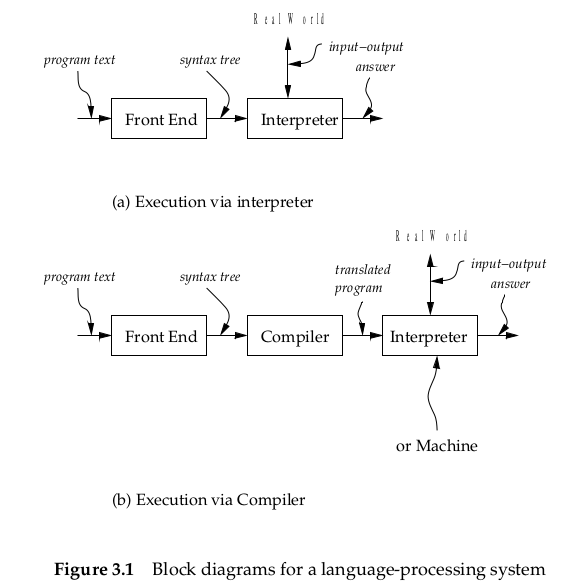 Real World
input–output
program text
syntax tree
answer
Front End
Interpreter
(a) Execution via interpreter
Real World
input–output
program text
syntax tree
translated
program
answer
Front End
Compiler
Interpreter
or Machine
(b) Execution via Compiler
Figure 3.1 Block diagrams for a language-processing system